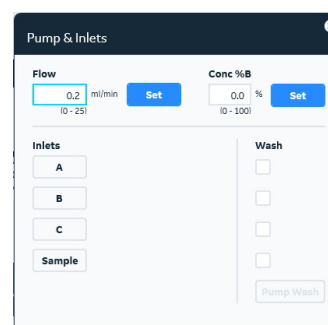 Pump & Inlets
Flow Conc %B
0.2 ml/min Set 0.0 % Set
(0 - 25) (0 - 100)
Inlets Wash
A
B
C
Sample
Pump Wash